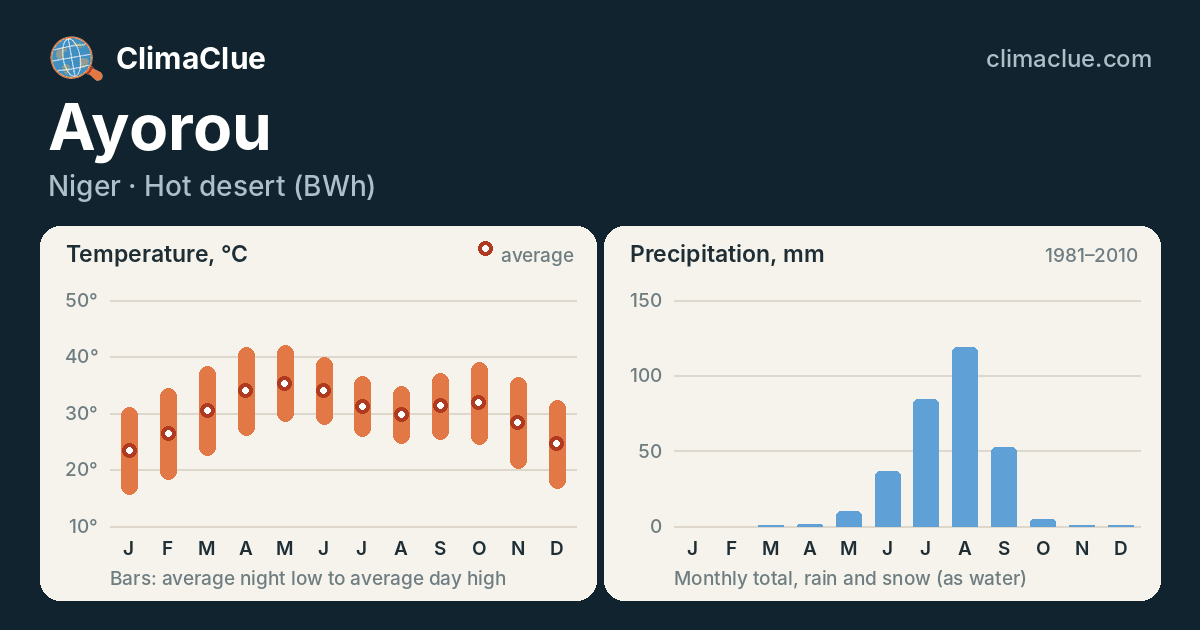 ClimaClue
climaclue.com
Ayorou
Niger · Hot desert (BWh)
Temperature, °C
average
50°
40°
30°
20°
10°
J F M A M J J A S O N D
Bars: average night low to average day high
Precipitation, mm
1981–2010
150
100
50
0
J F M A M J J A S O N D
Monthly total, rain and snow (as water)